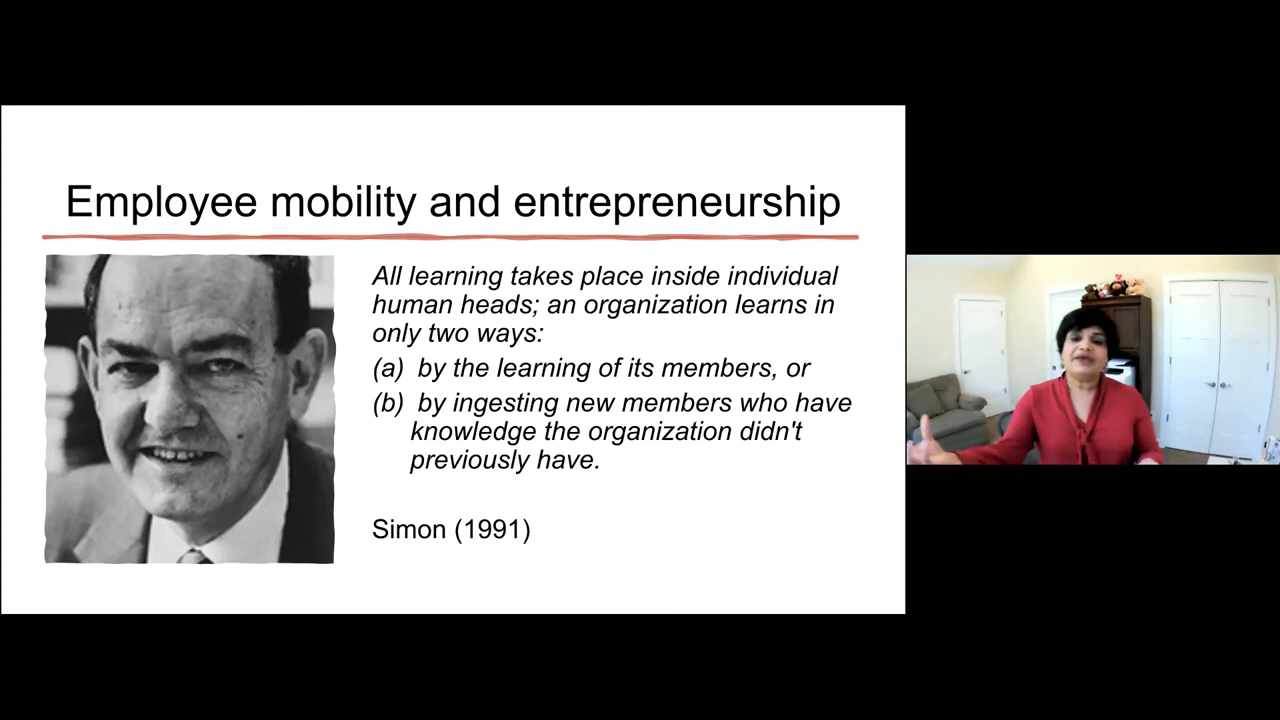 Employee mobility and entrepreneurship
All learning takes place inside individual
human heads; an organization learns in
only two ways:
(a) by the learning of its members, or
(b) by ingesting new members who have
knowledge the organization didn't
previously have.
Simon (1991)